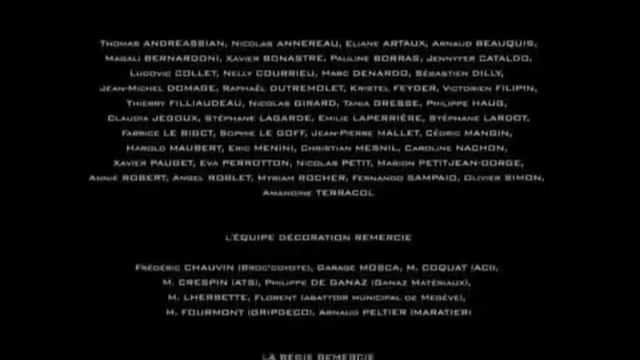 Thomas ANDREASSIAN, Nicolas ANNEREAU, Eliane ARTAUX, Arnaud BEAUQUIS,
Magali BERNARDONI, Xavier BONASTRE, Pauline BORRAS, Jennyfer CATALDO,
Ludovic COLLET, Nelly COURRIEU, Marc DENARDO, Sébastien DILLY,
Jean-Michel DOMAGE, Raphaël DUTREMOLET, Kristel FEYDER, Victorien FILIPIN,
Thierry FILLIAUDEAU, Nicolas GIRARD, Tania GRESSE, Philippe HAUG,
Claudia JEGOUX, Stéphane LAGARDE, Emilie LAPERRIÈRE, Stéphane LARDOT,
Fabrice LE BIGOT, Sophie LE GOFF, Jean-Pierre MALLET, Cédric MANGIN,
Harold MAUBERT, Eric MENINI, Christian MESNIL, Caroline NACHON,
Xavier PAUGET, Eva PERROTTON, Nicolas PETIT, Marion PETITJEAN-DORGE,
Annie ROBERT, Angel ROBLET, Myriam ROCHER, Fernando SAMPAIO, Olivier SIMON,
Amandine TERRACOL
L'ÉQUIPE DÉCORATION REMERCIE
Frédéric CHAUVIN (Broc'coyote), Garage MOSCA, M. COQUAT (ACI),
M. CRESPIN (ATS), Philippe DE GANAZ (Ganaz Matériaux),
M. LHERBETTE, Florent (abattoir municipal de Megève),
M. FOURMONT (GRIPDECO), Arnaud PELTIER (MARATIER)
LA RÉGIE REMERCIE